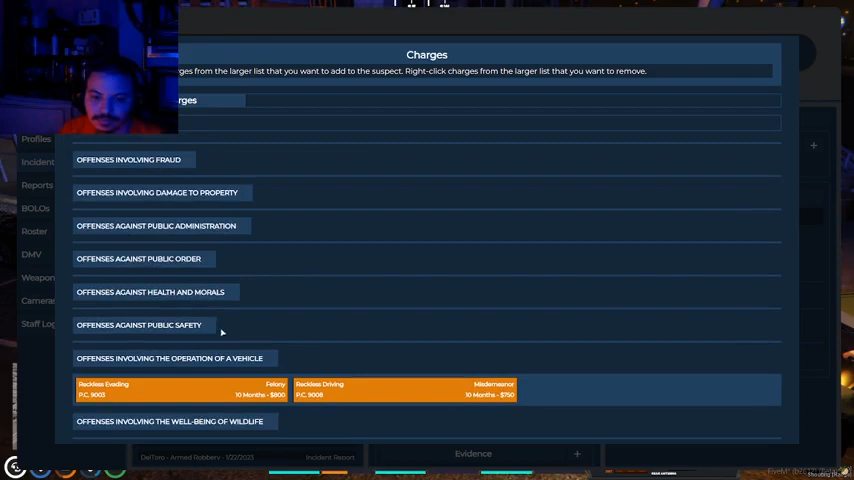 Charges
ges from the larger list that you want to add to the suspect. Right-click charges from the larger list that you want to remove.
rges
OFFENSES INVOLVING FRAUD
Profiles
Incident
OFFENSES INVOLVING DAMAGE TO PROPERTY
Reports
BOLOs
OFFENSES AGAINST PUBLIC ADMINISTRATION
Roster
DMV
OFFENSES AGAINST PUBLIC ORDER
Weapon
OFFENSES AGAINST HEALTH AND MORALS
Cameras
OFFENSES AGAINST PUBLIC SAFETY
Staff Log
OFFENSES INVOLVING THE OPERATION OF A VEHICLE
Reckless Evading Felony
P.C. 9003 10 Months - $800
Reckless Driving Misdemeanor
P.C. 9008 10 Months - $750
OFFENSES INVOLVING THE WELL-BEING OF WILDLIFE
DelToro - Armed Robbery - 1/22/2023 Incident Report
Evidence